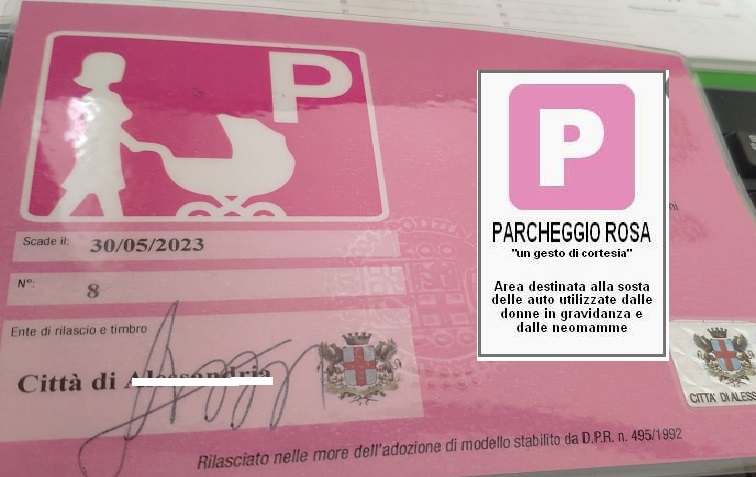 P
Scade il: 30/05/2023
N°: 8
Ente di rilascio e timbro
Città di
Rilasciato nelle more dell'adozione di modello stabilito da D.P.R. n. 495/1992
P
PARCHEGGIO ROSA
"un gesto di cortesia"
Area destinata alla sosta
delle auto utilizzate dalle
donne in gravidanza e
dalle neomamme
CITTA' DI ALESS